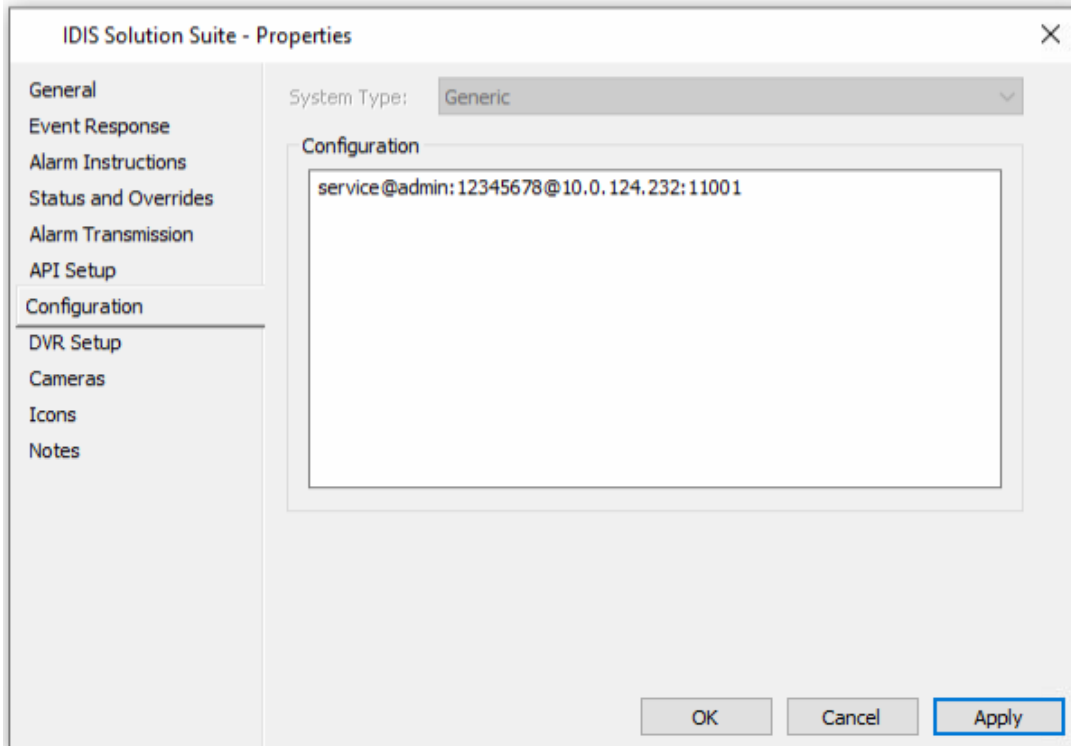 IDIS Solution Suite - Properties
General
Event Response
Alarm Instructions
Status and Overrides
Alarm Transmission
API Setup
Configuration
DVR Setup
Cameras
Icons
Notes
System Type: Generic
Configuration
service@admin:12345678@10.0.124.232:11001
OK Cancel Apply